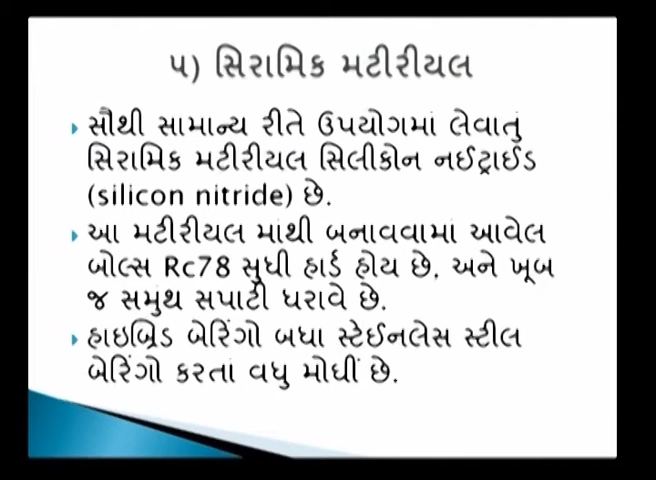 ૫) સિરામિક મટીરીયલ
સૌથી સામાન્ય રીતે ઉપયોગમાં લેવાતું
સિરામિક મટીરીયલ સિલીકોન નઈટ્રાઈડ
(silicon nitride) છે.
આ મટીરીયલ માંથી બનાવવામાં આવેલ
બોલ્સ Rc78 સુધી હાર્ડ હોય છે, અને ખૂબ
જ સમુથ સપાટી ધરાવે છે.
હાઇબ્રિડ બેરિંગો બધા સ્ટેઈનલેસ સ્ટીલ
બેરિંગો કરતાં વધુ મોઘીં છે.